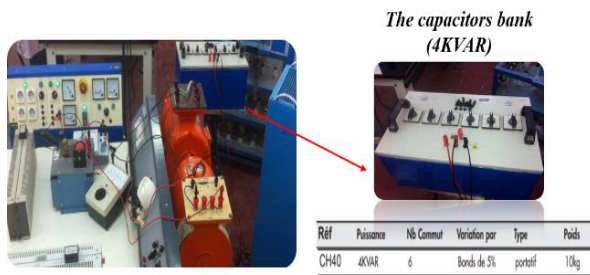 The capacitors bank
(4KVAR)
Réf Puissance Nb Commut Variation par Type Poids
CH40 4KVAR 6 Bonds de 5% portatif 10kg